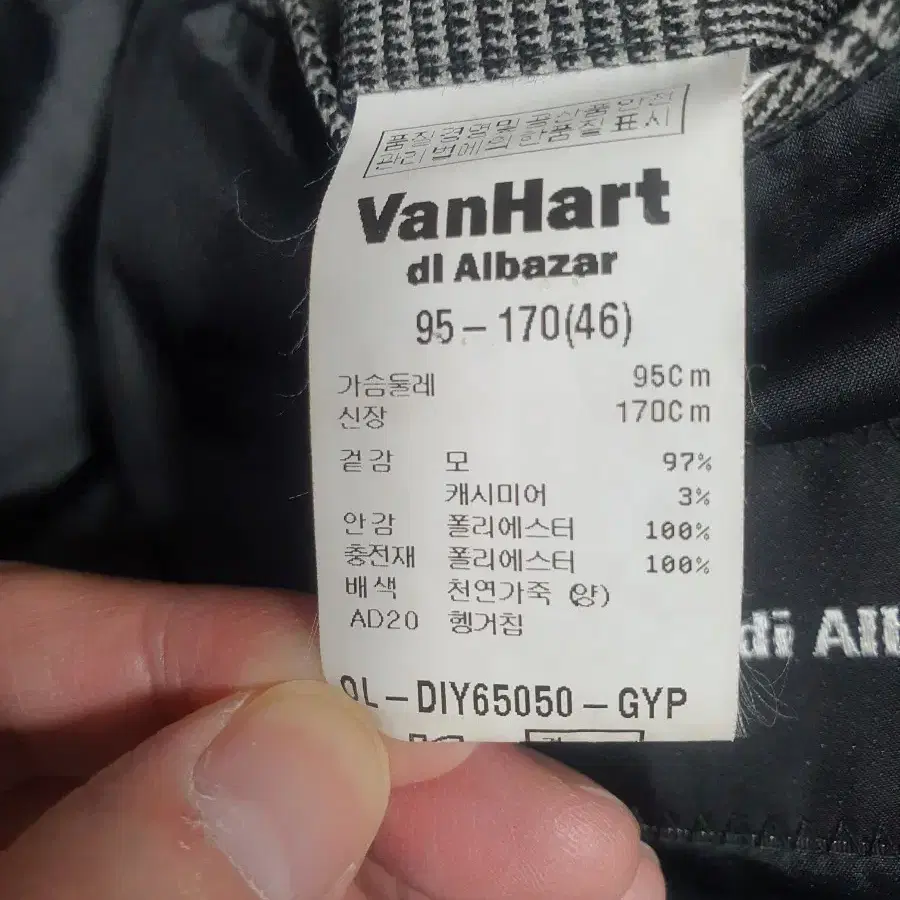 품질경영및 공산품안전
관리법에의한품질 표시
VanHart
dI Albazar
95-170(46)
가슴둘레 95Cm
신장 170Cm
겉감 모 97%
캐시미어 3%
안감 폴리에스터 100%
충전재 폴리에스터 100%
배색 천연가죽 (양)
AD20 헹거칩
9L-DIY65050-GYP
di Al